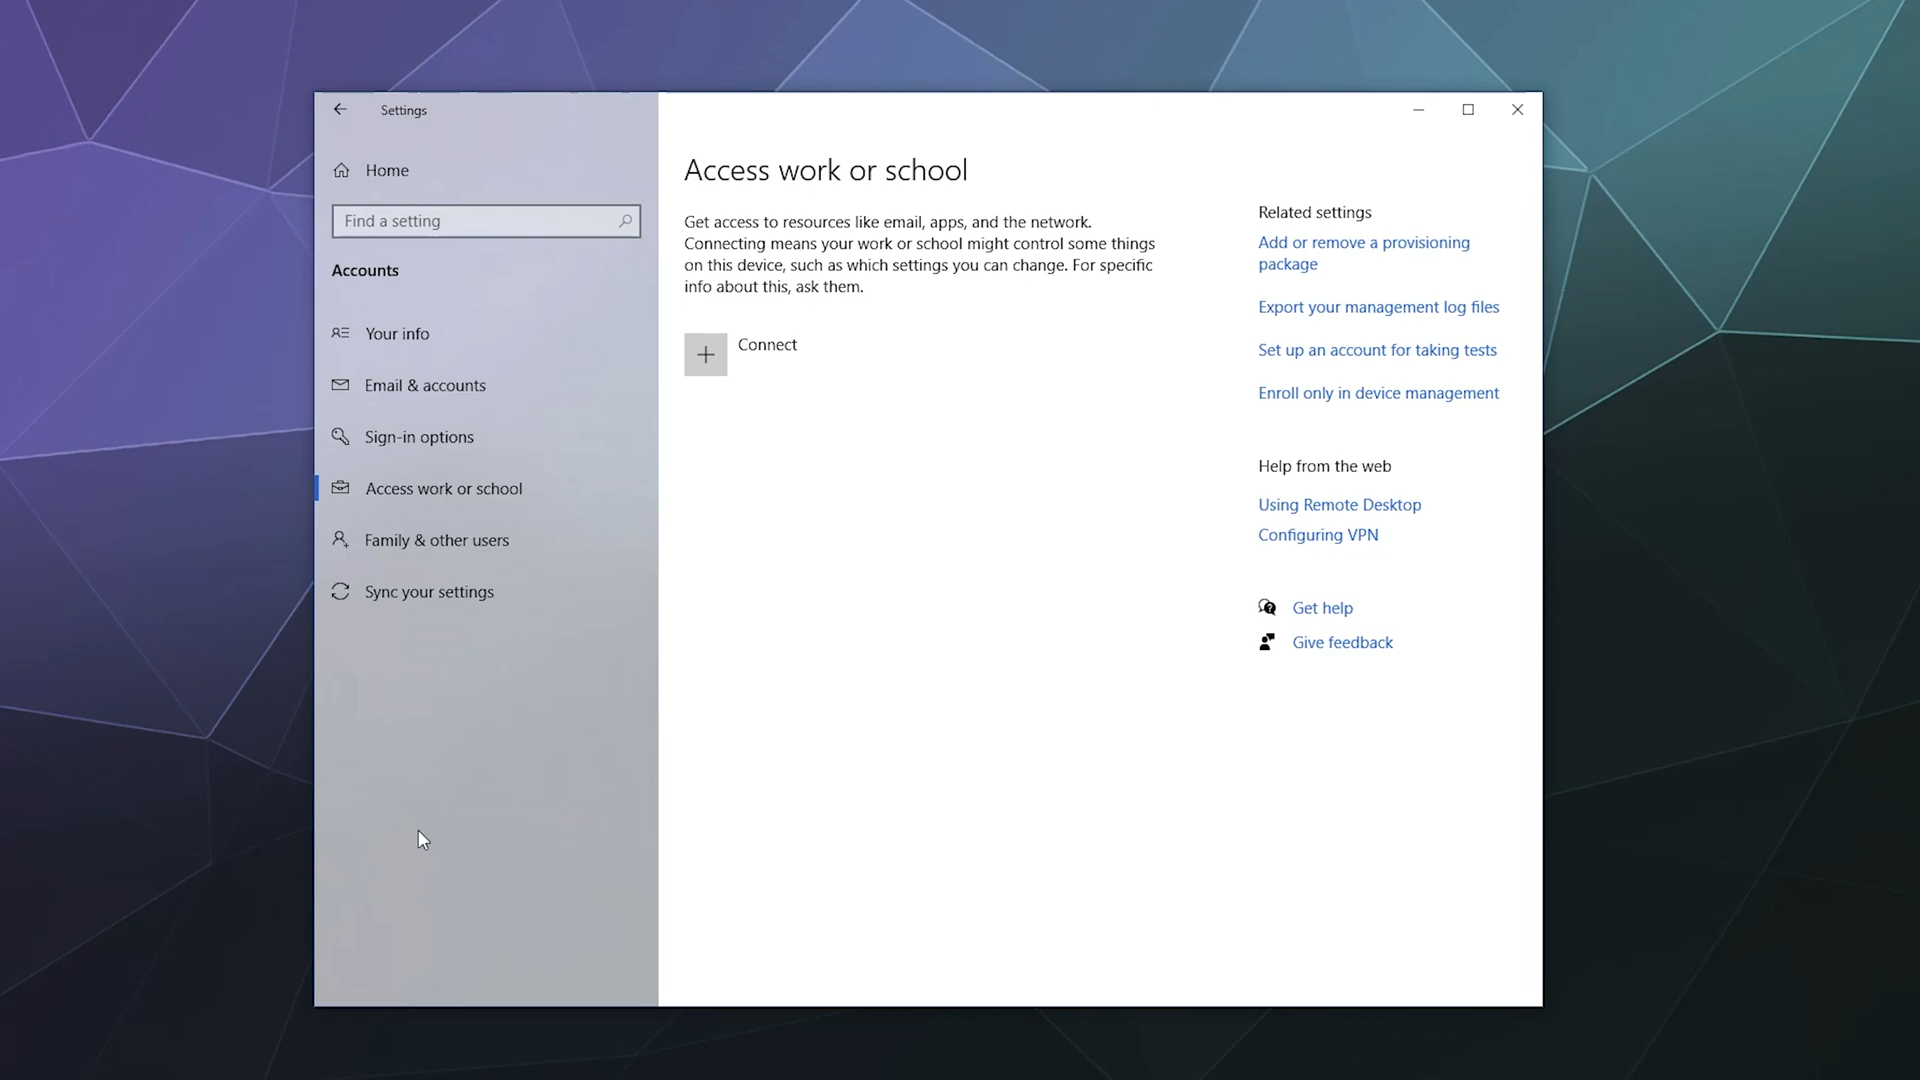 Settings
Home
Find a setting
Accounts
Your info
Email & accounts
Sign-in options
Access work or school
Family & other users
Sync your settings
Access work or school
Get access to resources like email, apps, and the network.
Connecting means your work or school might control some things
on this device, such as which settings you can change. For specific
info about this, ask them.
Connect
Related settings
Add or remove a provisioning
package
Export your management log files
Set up an account for taking tests
Enroll only in device management
Help from the web
Using Remote Desktop
Configuring VPN
Get help
Give feedback